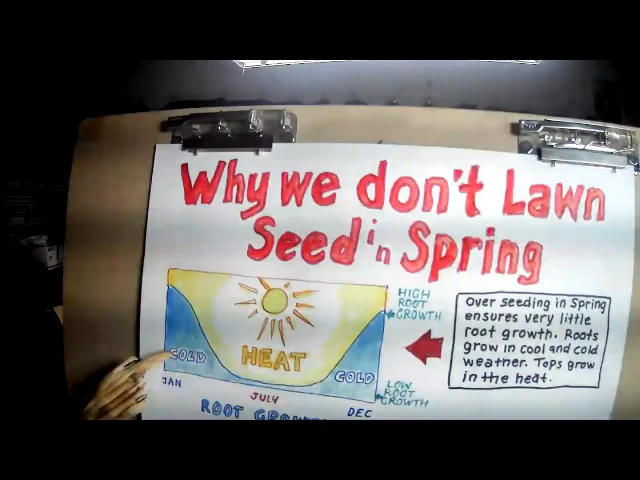 Why we don't Lawn
Seed in Spring
HIGH
ROOT
GROWTH
COLD
HEAT
COLD
JAN
JULY
DEC
LOW
ROOT
GROWTH
ROOT
Over seeding in Spring
ensures very little
root growth. Roots
grow in cool and cold
weather. Tops grow
in the heat.